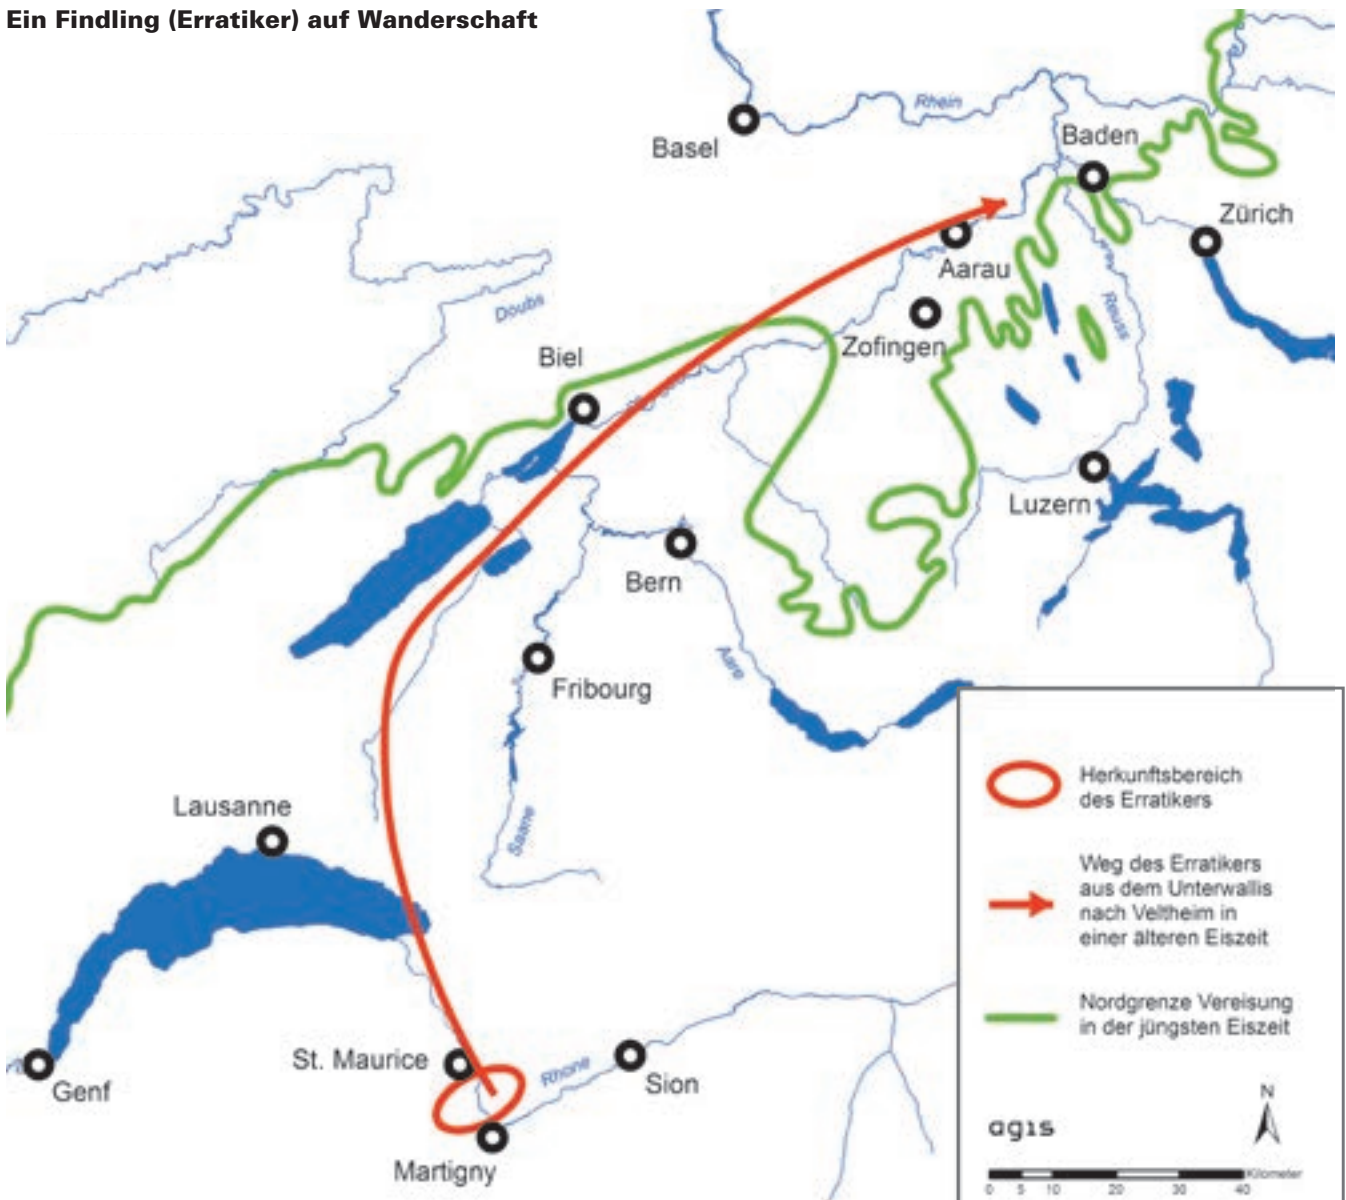 Ein Findling (Erratiker) auf Wanderschaft
Rhein
Basel
Baden
Zürich
Aarau
Reuss
Doubs
Zofingen
Biel
Luzern
Bern
Aare
Fribourg
Lausanne
Saane
St. Maurice
Rhone
Sion
Genf
Martigny
Herkunftsbereich
des Erratikers
Weg des Erratikers
aus dem Unterwallis
nach Veltheim in
einer älteren Eiszeit
Nordgrenze Vereisung
in der jüngsten Eiszeit
N
agis
Kilometer
0 5 10 20 30 40